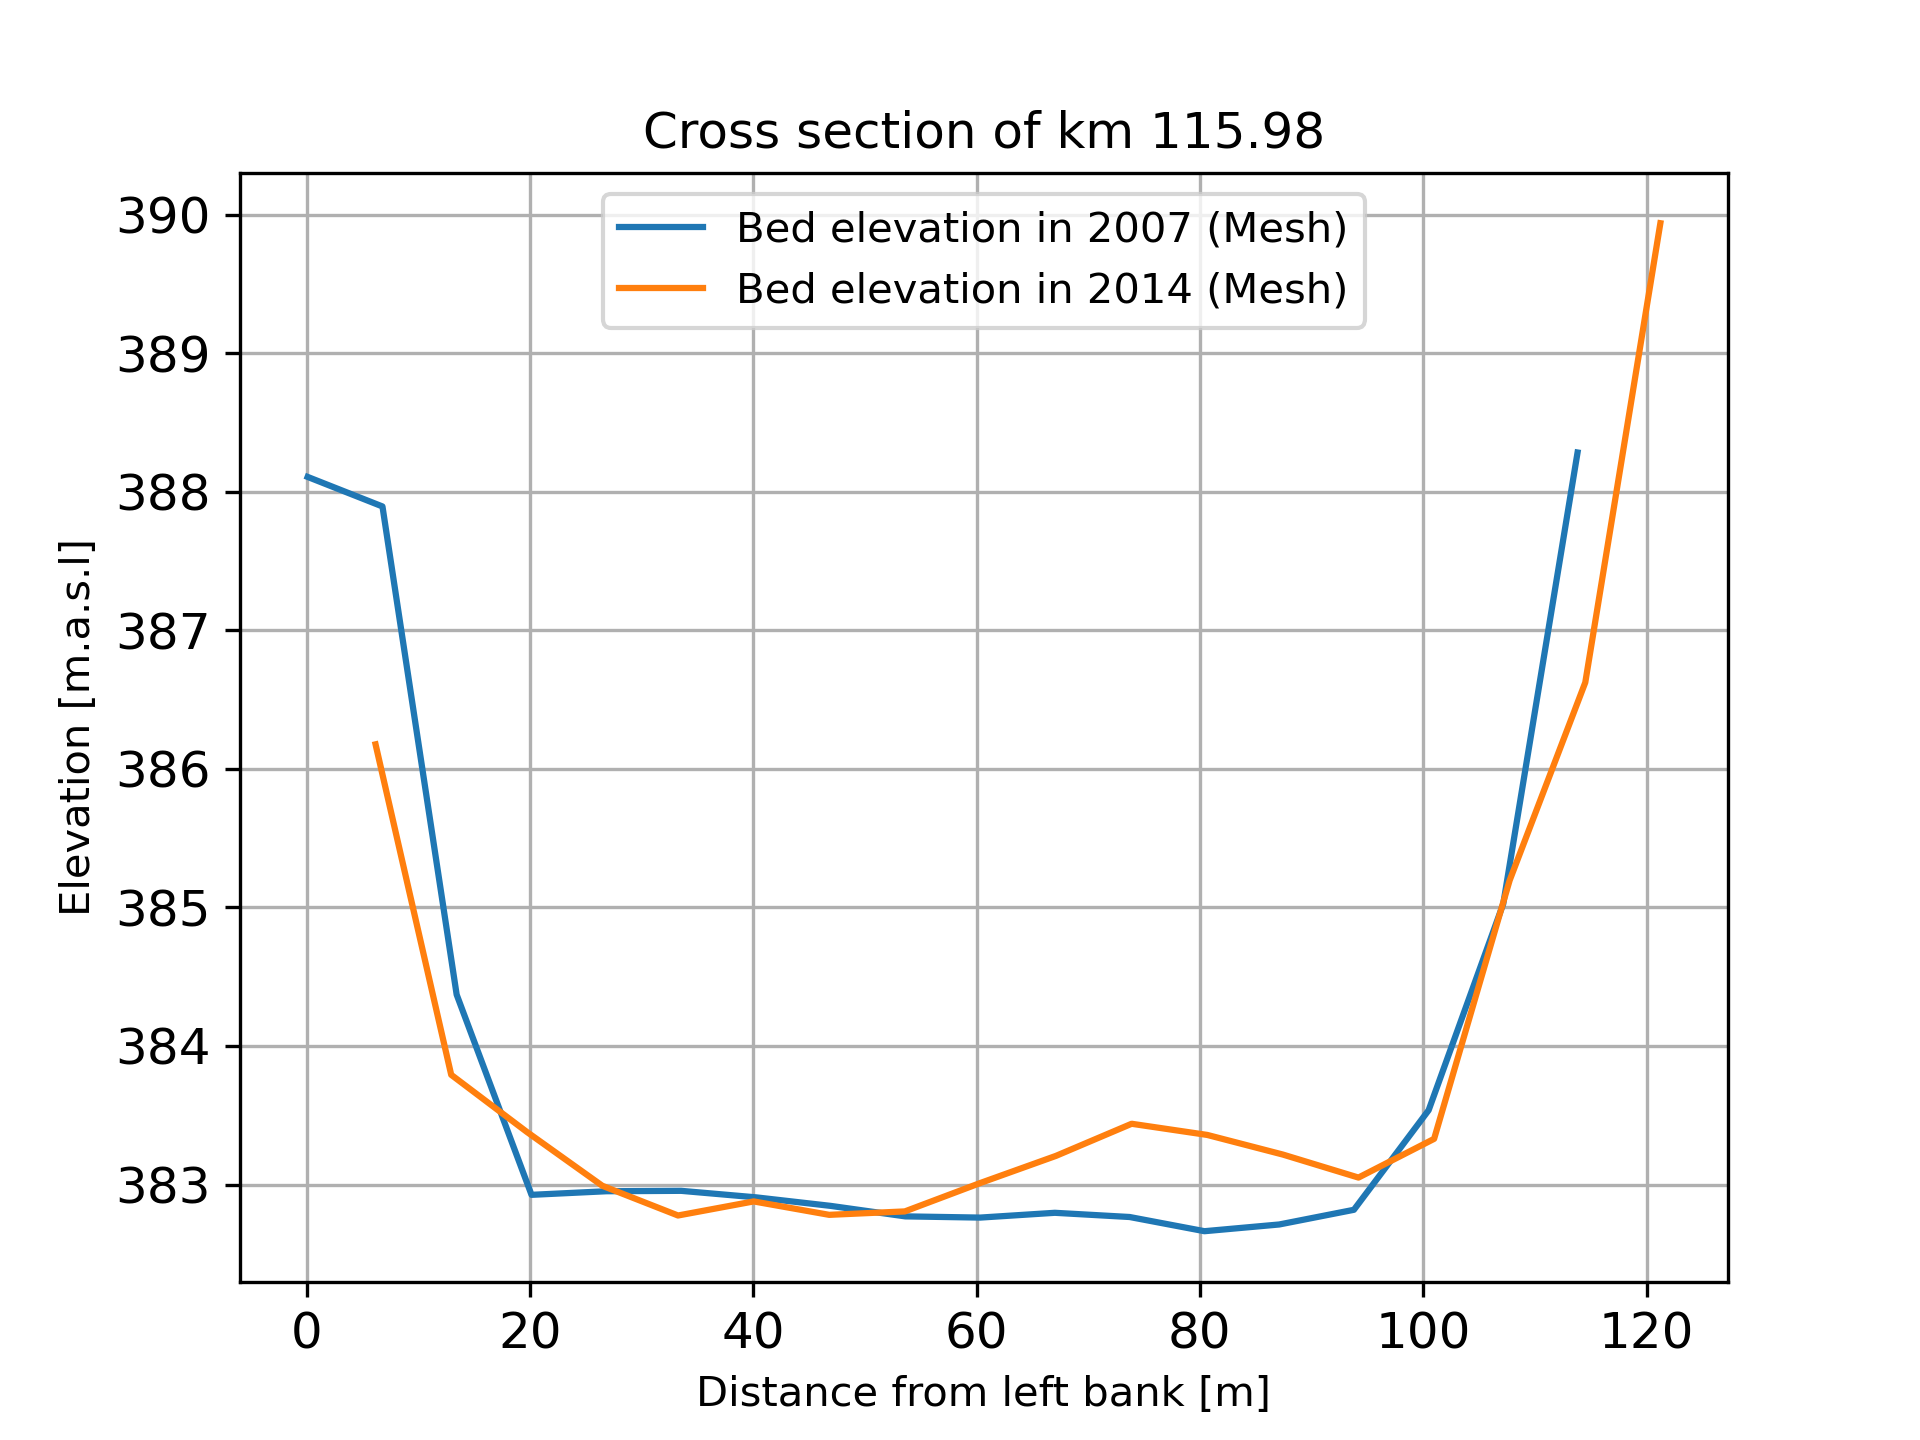 Cross section of km 115.98
Bed elevation in 2007 (Mesh)
Bed elevation in 2014 (Mesh)
390
389
388
387
386
385
384
383
Elevation [m.a.s.l]
0 20 40 60 80 100 120
Distance from left bank [m]